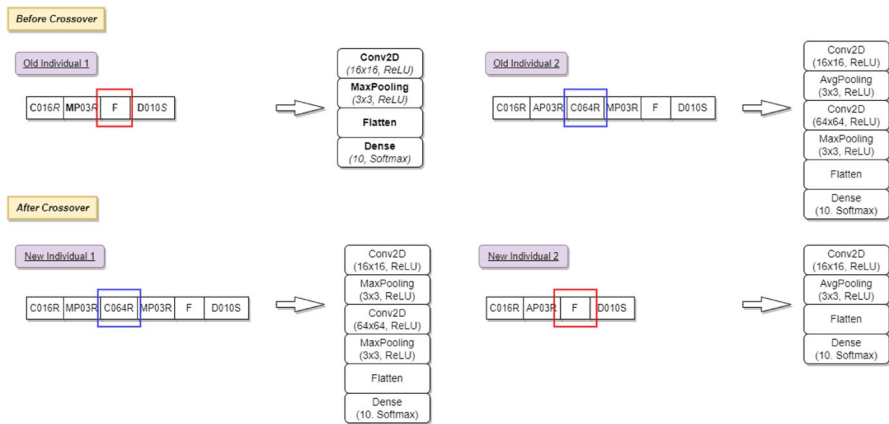 Before Crossover
Old Individual 1
C016R MP03R F D010S
Conv2D
(16x16, ReLU)
MaxPooling
(3x3, ReLU)
Flatten
Dense
(10, Softmax)
Old Individual 2
C016R AP03R C064R MP03R F D010S
Conv2D
(16x16, ReLU)
AvgPooling
(3x3, ReLU)
Conv2D
(64x64, ReLU)
MaxPooling
(3x3, ReLU)
Flatten
Dense
(10. Softmax)
After Crossover
New Individual 1
C016R MP03R C064R MP03R F D010S
Conv2D
(16x16, ReLU)
MaxPooling
(3x3, ReLU)
Conv2D
(64x64, ReLU)
MaxPooling
(3x3, ReLU)
Flatten
Dense
(10. Softmax)
New Individual 2
C016R AP03R F D010S
Conv2D
(16x16, ReLU)
AvgPooling
(3x3, ReLU)
Flatten
Dense
(10. Softmax)